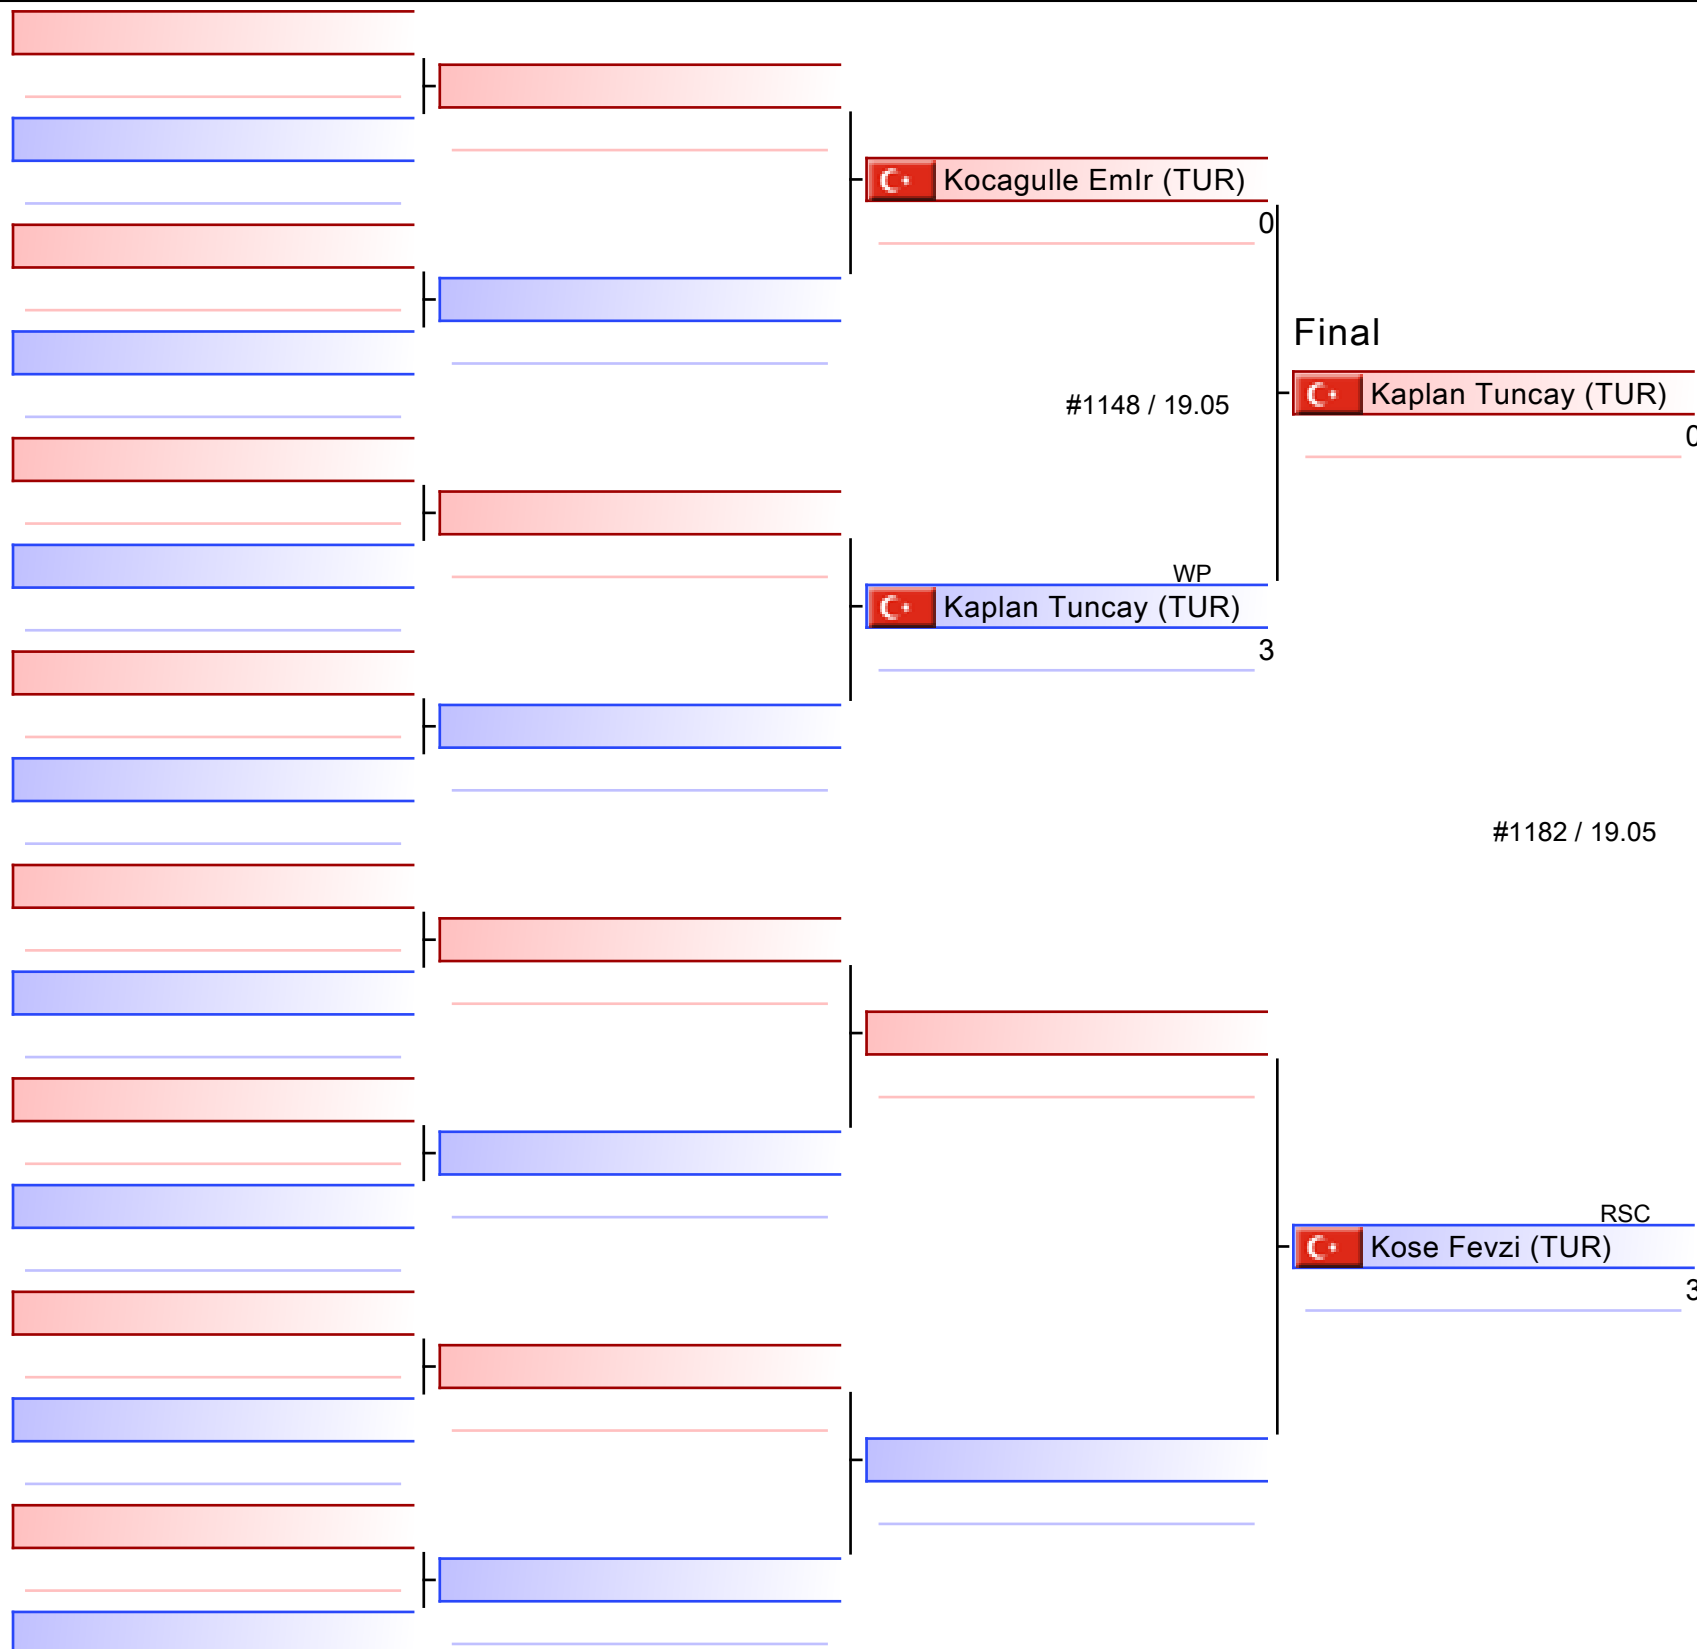 Kocagulle EmIr (TUR)
0
Final
#1148 / 19.05
Kaplan Tuncay (TUR)
0
WP
Kaplan Tuncay (TUR)
3
#1182 / 19.05
RSC
Kose Fevzi (TUR)
3